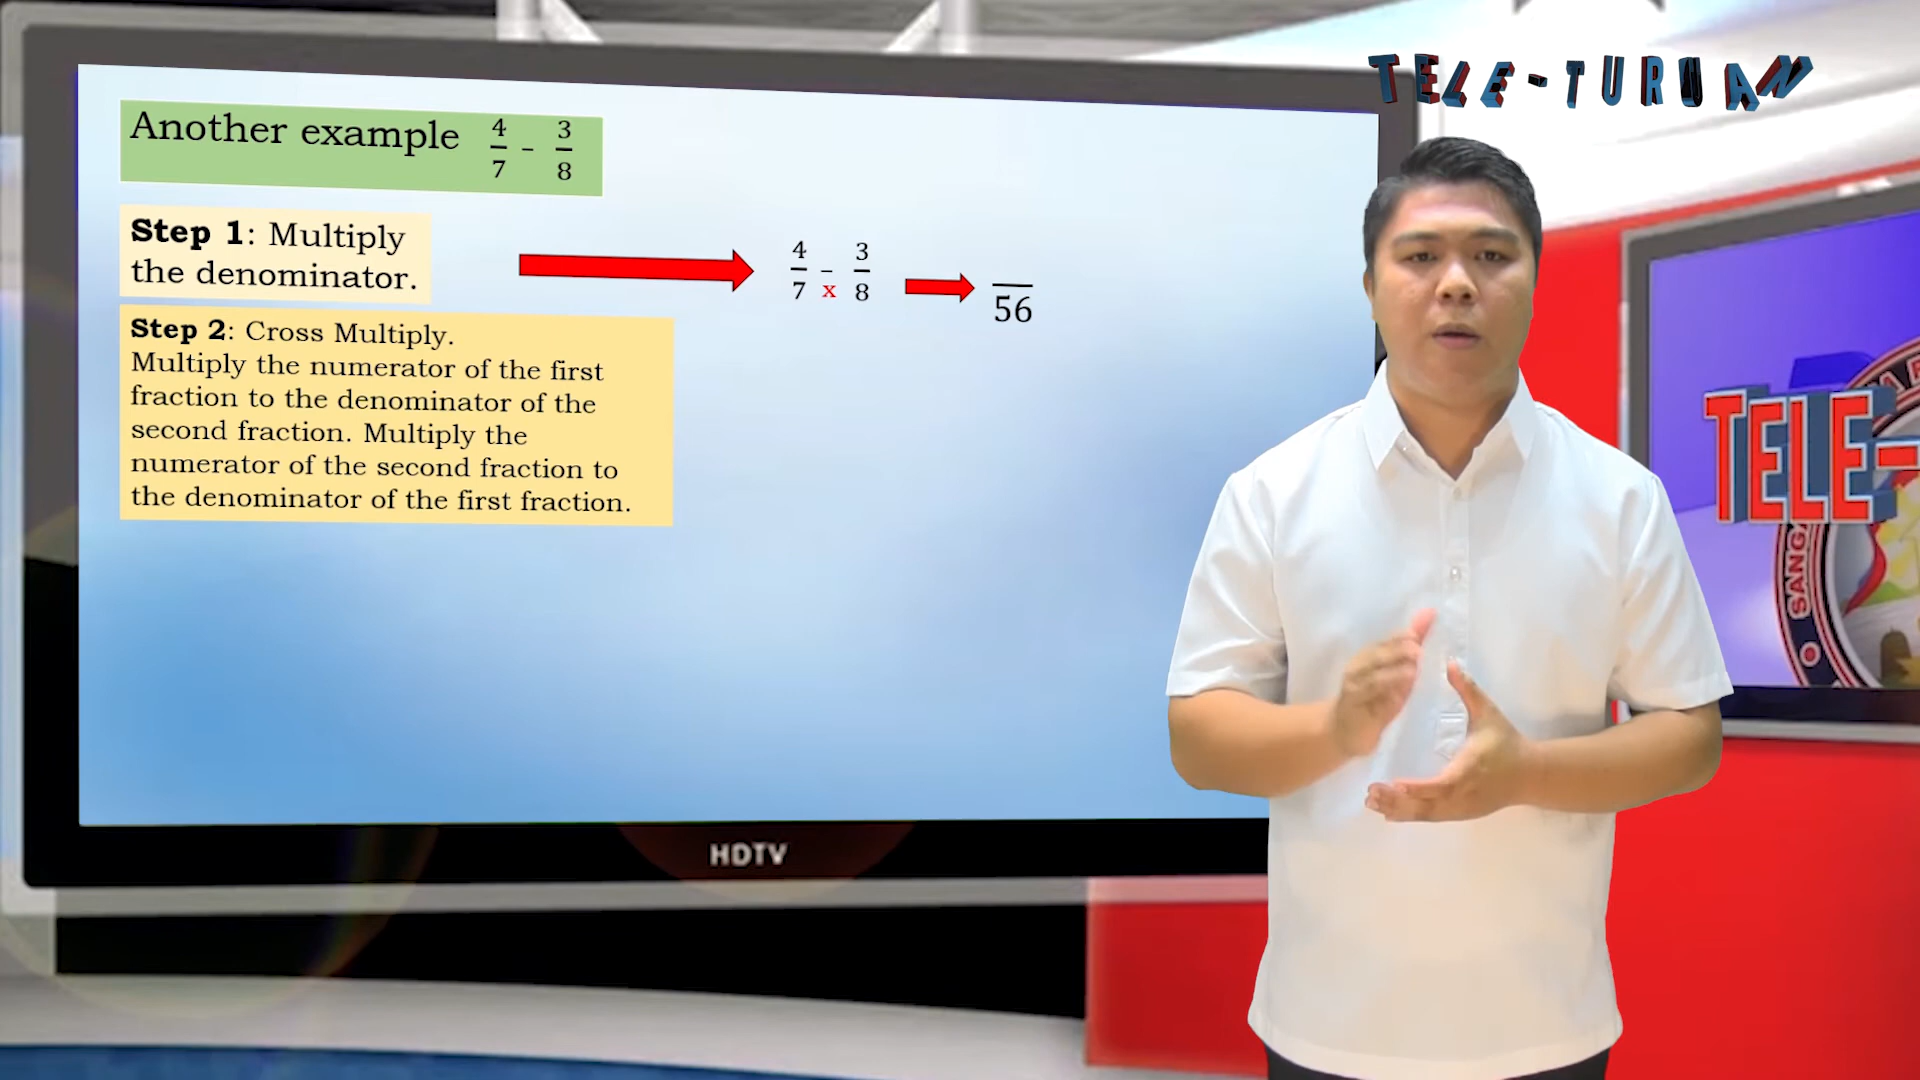 TELE-TURUAN
Another example 4/7 - 3/8
Step 1: Multiply
the denominator.
4/7 - 3/8
x
56
Step 2: Cross Multiply.
Multiply the numerator of the first
fraction to the denominator of the
second fraction. Multiply the
numerator of the second fraction to
the denominator of the first fraction.
TELE-
SANG
HDTV